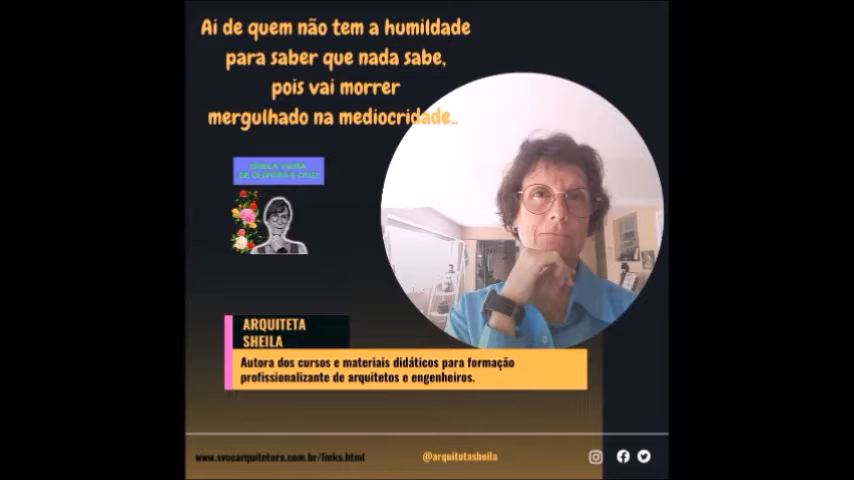 Ai de quem não tem a humildade
para saber que nada sabe,
pois vai morrer
mergulhado na mediocridade..
SHEILA VIEIRA
DE OLIVEIRA E CRUZ
ARQUITETA
SHEILA
Autora dos cursos e materiais didáticos para formação
profissionalizante de arquitetos e engenheiros.
www.svocarquitetura.com.br/links.html
@arquitetasheila